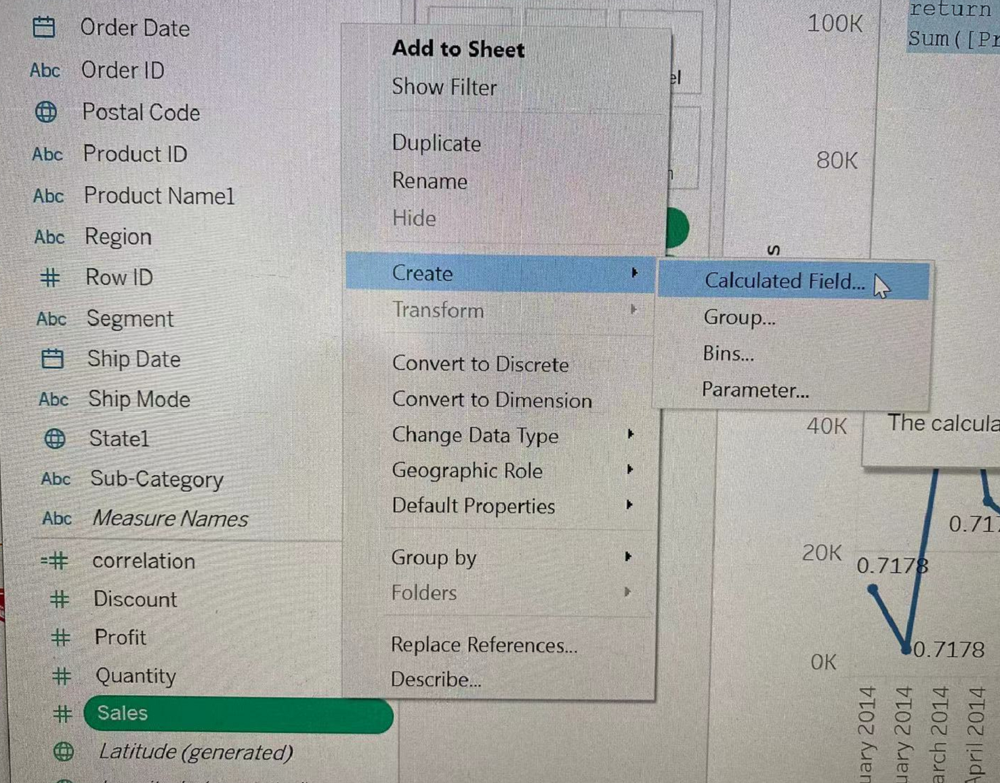 Order Date
Abc Order ID
Postal Code
Abc Product ID
Abc Product Name1
Abc Region
# Row ID
Abc Segment
Ship Date
Abc Ship Mode
State1
Abc Sub-Category
Abc Measure Names
=# correlation
# Discount
# Profit
# Quantity
# Sales
Latitude (generated)
Add to Sheet
Show Filter
Duplicate
Rename
Hide
Create
Transform
Convert to Discrete
Convert to Dimension
Change Data Type
Geographic Role
Default Properties
Group by
Folders
Replace References...
Describe...
Calculated Field...
Group...
Bins...
Parameter...
el
s
return
Sum([Pr
The calcula
100K
80K
40K
20K
0K
0.7178
0.7178
0.717
uary 2014
uary 2014
arch 2014
April 2014